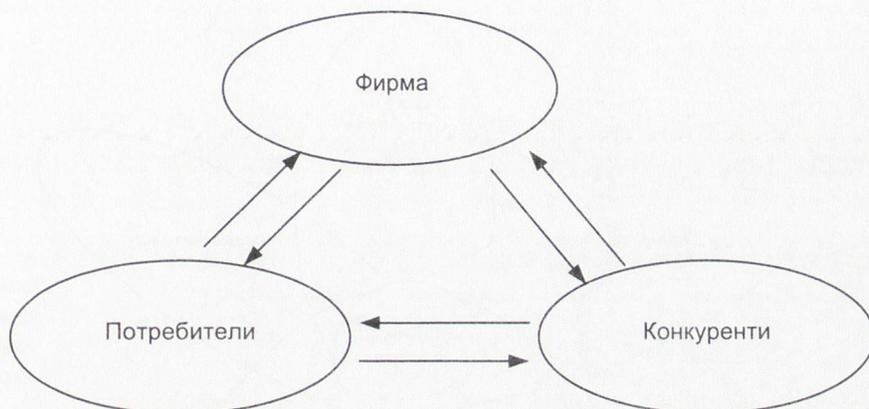 Фирма
Потребители
Конкуренти